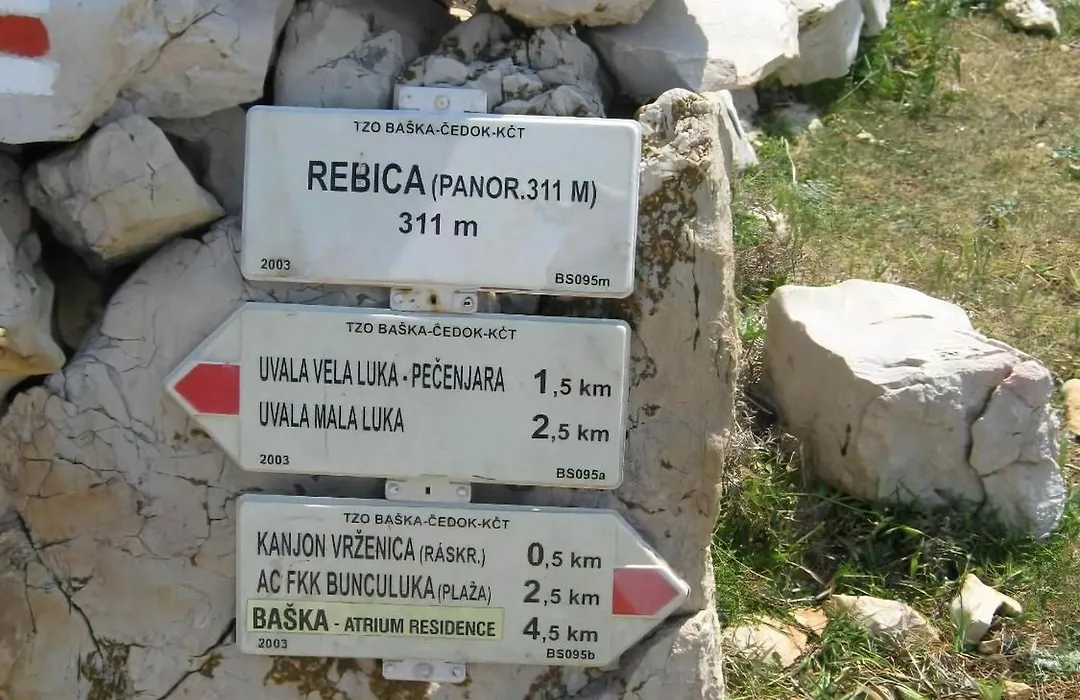 TZO BAŠKA-ČEDOK-KČT
REBICA (PANOR.311 M)
311 m
2003 BS095m
TZO BAŠKA-ČEDOK-KČT
UVALA VELA LUKA - PEČENJARA 1,5 km
UVALA MALA LUKA 2,5 km
2003 BS095a
TZO BAŠKA-ČEDOK-KČT
KANJON VRŽENICA (RÁSKR.) 0,5 km
AC FKK BUNCULUKA (PLAŽA) 2,5 km
BAŠKA - ATRIUM RESIDENCE 4,5 km
2003 BS095b